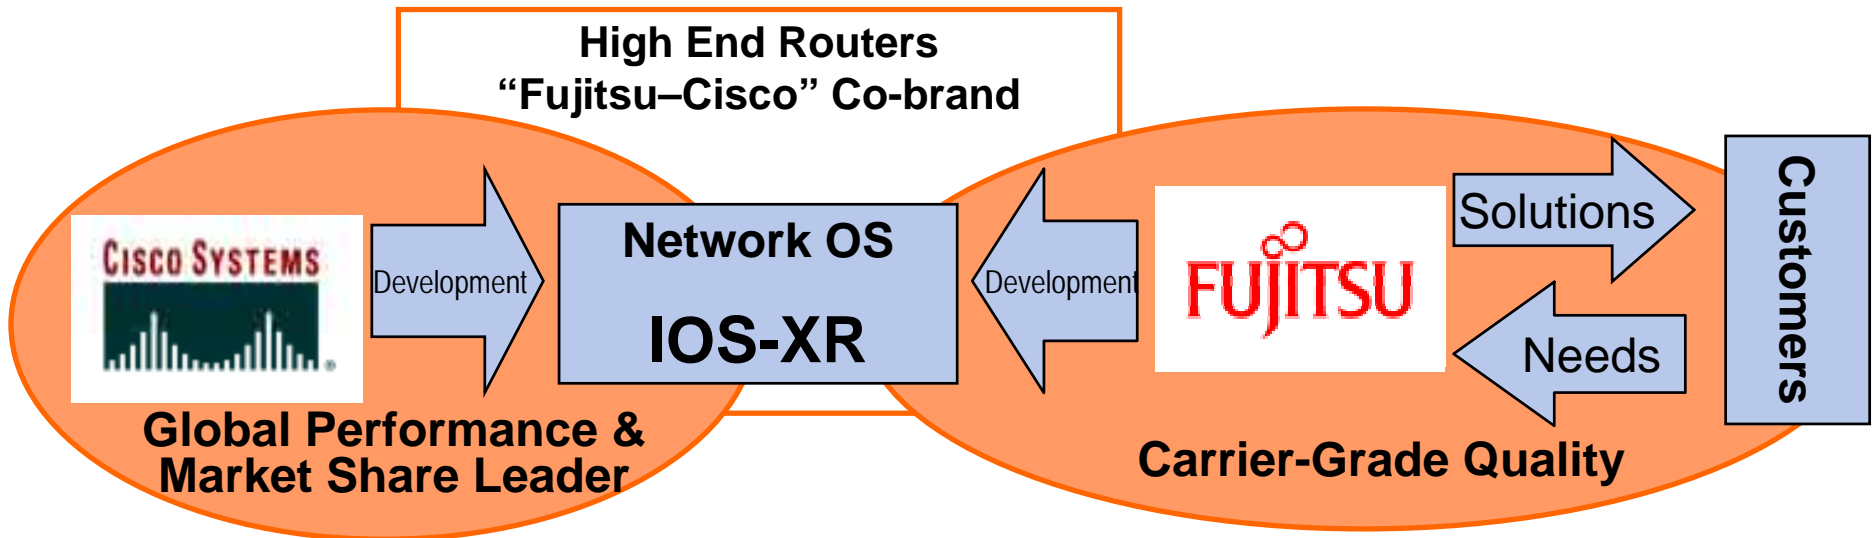 High End Routers
“Fujitsu–Cisco” Co-brand
CISCO SYSTEMS
®
Development
Network OS
IOS-XR
Development
FUJITSU
Solutions
Needs
Customers
Global Performance &
Market Share Leader
Carrier-Grade Quality